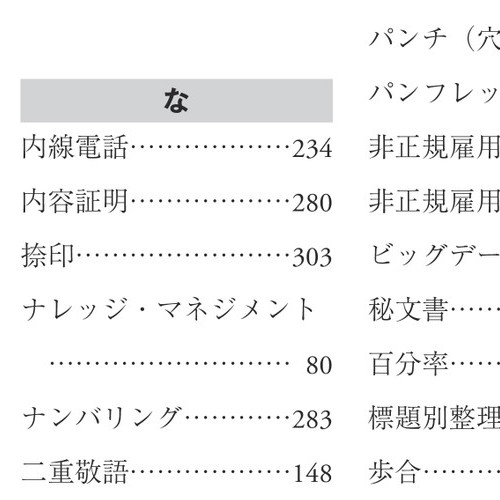 な
内線電話………………234
内容証明………………280
捺印……………………303
ナレッジ・マネジメント
……………………… 80
ナンバリング…………283
二重敬語………………148
パンチ（穴
パンフレッ
非正規雇用
非正規雇用
ビッグデー
秘文書……
百分率……
標題別整理
歩合………